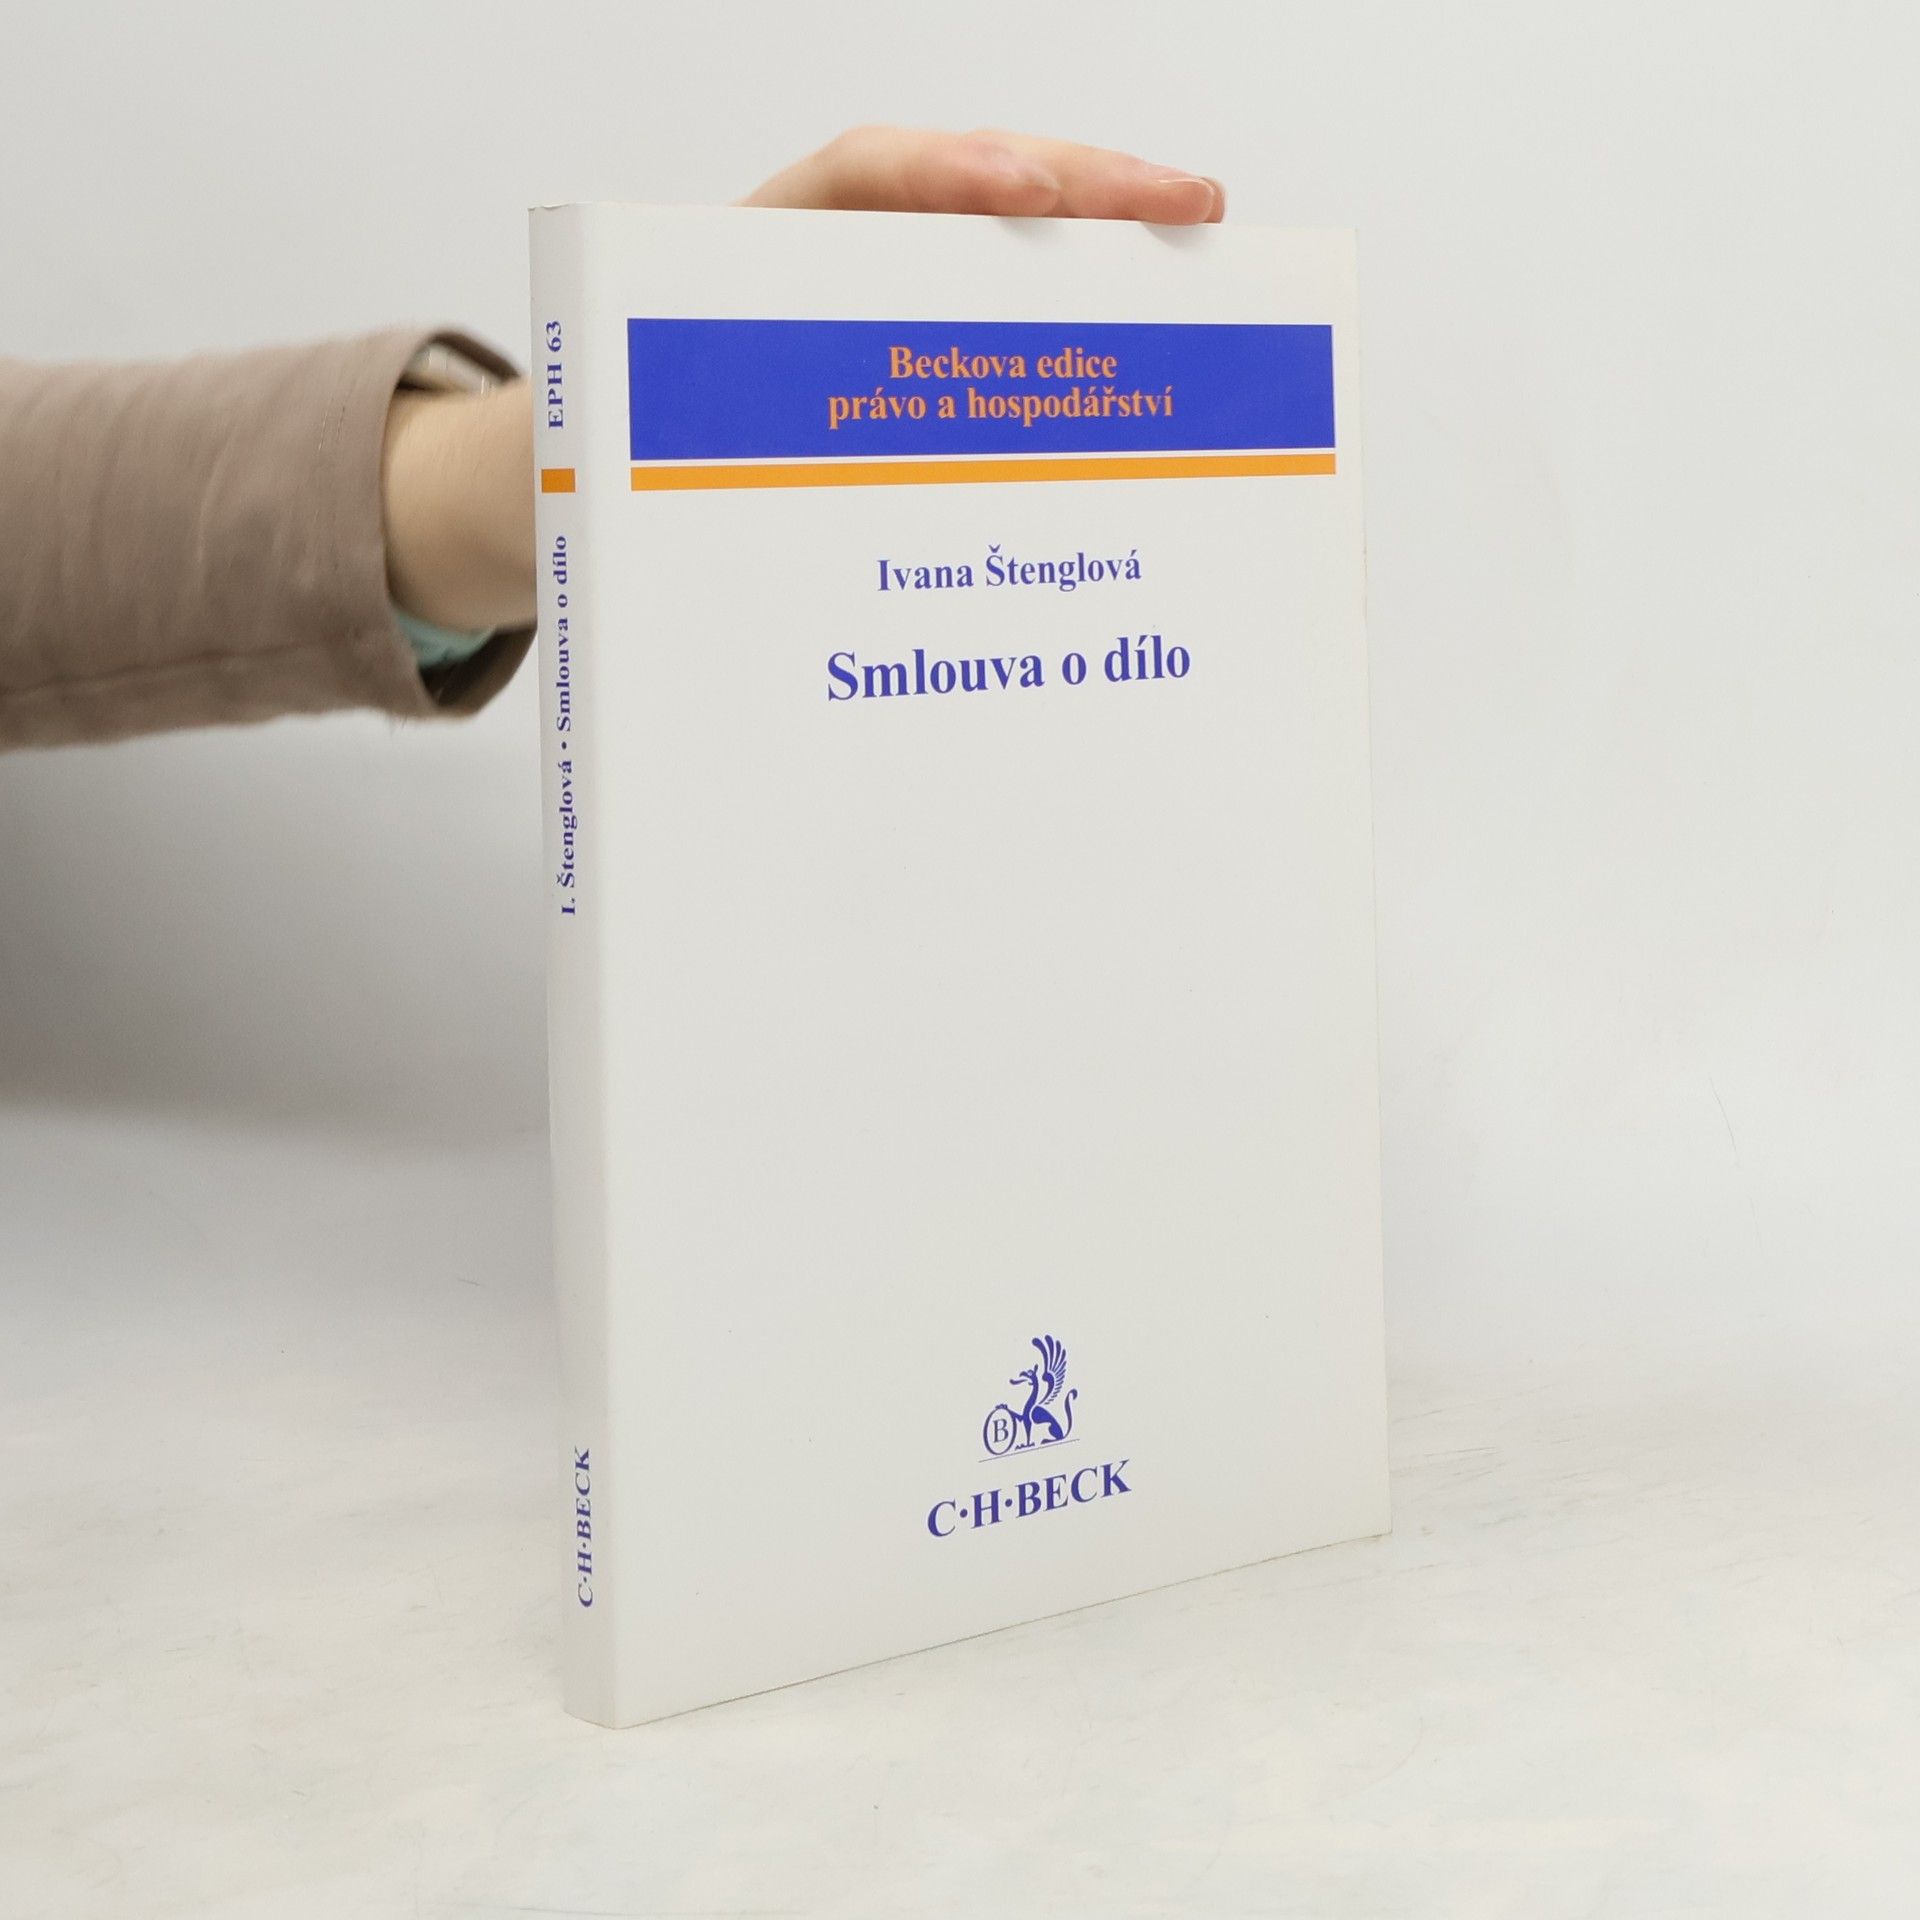 Beckova edice
právo a hospodářství
Ivana Štenglová
Smlouva o dílo
B
C·H·BECK
I. Štenglová · Smlouva o dílo
EPH 63
C·H·BECK